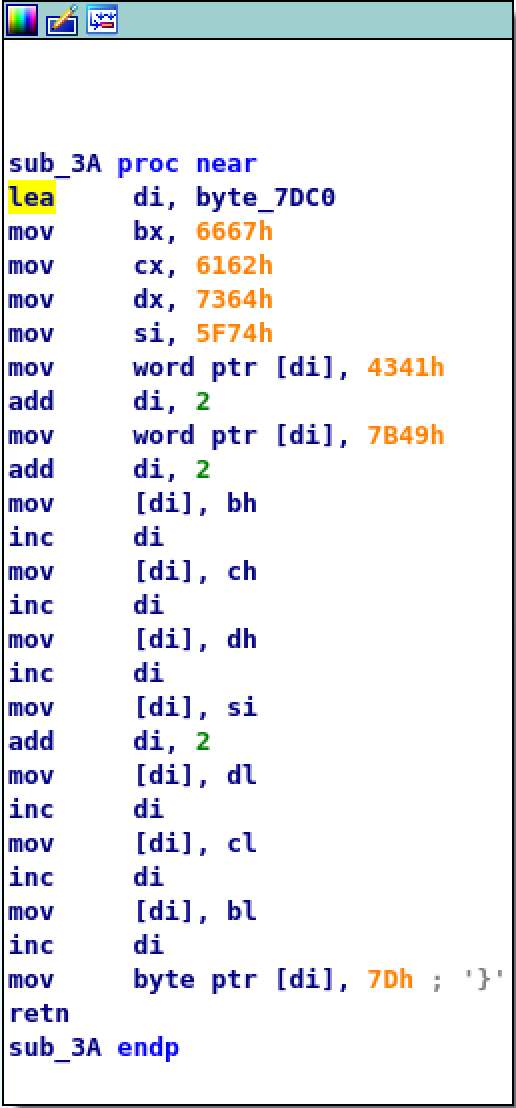 sub_3A proc near
lea di, byte_7DC0
mov bx, 6667h
mov cx, 6162h
mov dx, 7364h
mov si, 5F74h
mov word ptr [di], 4341h
add di, 2
mov word ptr [di], 7B49h
add di, 2
mov [di], bh
inc di
mov [di], ch
inc di
mov [di], dh
inc di
mov [di], si
add di, 2
mov [di], dl
inc di
mov [di], cl
inc di
mov [di], bl
inc di
mov byte ptr [di], 7Dh ; '}'
retn
sub_3A endp